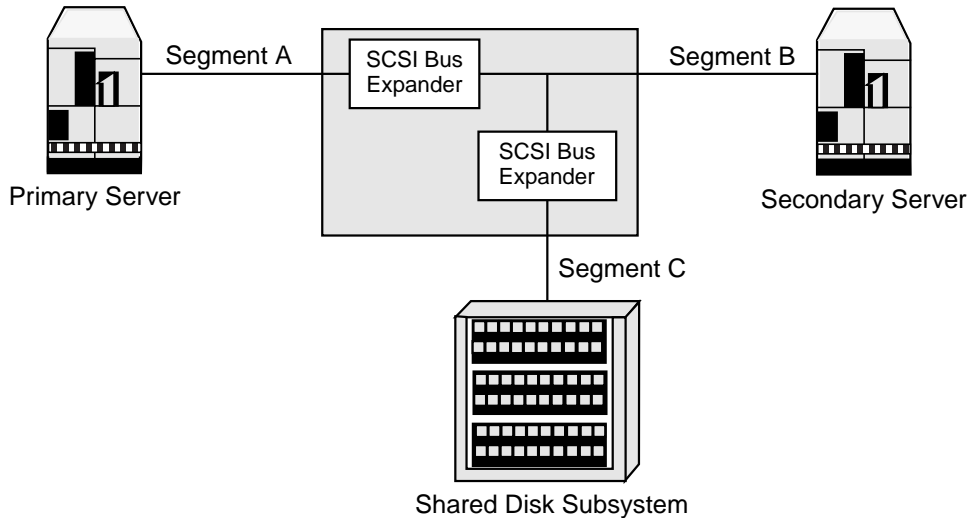 Segment A
SCSI Bus
Expander
Segment B
SCSI Bus
Expander
Primary Server
Secondary Server
Segment C
Shared Disk Subsystem